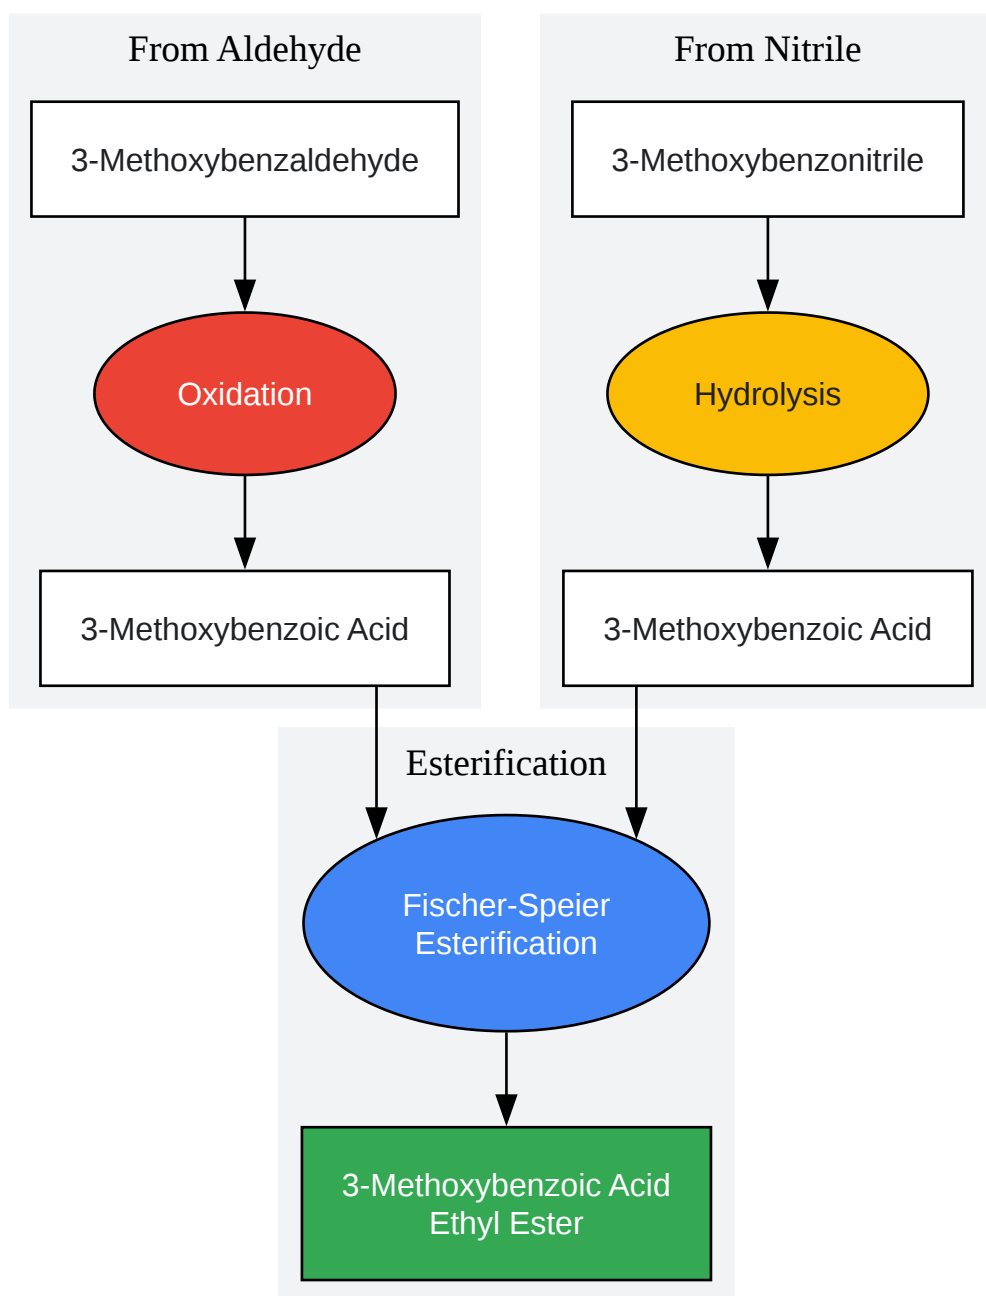 From Aldehyde
3-Methoxybenzaldehyde
Oxidation
3-Methoxybenzoic Acid
From Nitrile
3-Methoxybenzonitrile
Hydrolysis
3-Methoxybenzoic Acid
Esterification
Fischer-Speier
Esterification
3-Methoxybenzoic Acid
Ethyl Ester